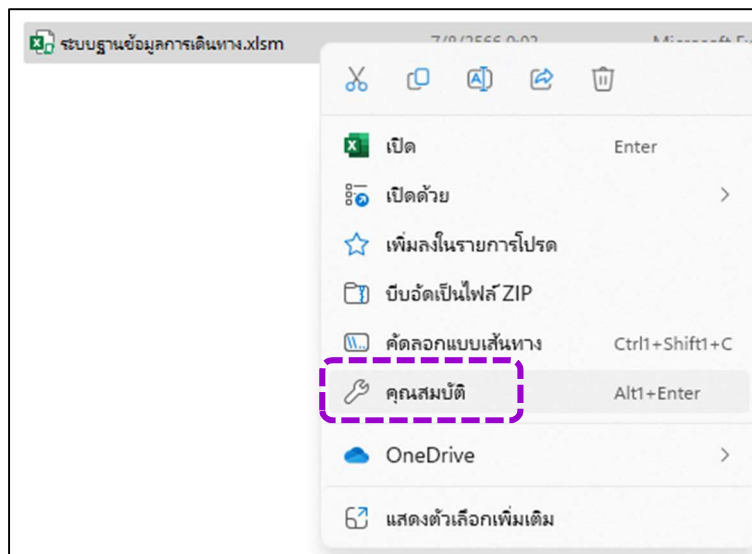 ระบบฐานข้อมูลการเดินทาง.xlsm
เปิด Enter
เปิดด้วย
เพิ่มลงในรายการโปรด
บีบอัดเป็นไฟล์ ZIP
คัดลอกแบบเส้นทาง Ctrl1+Shift1+C
คุณสมบัติ Alt1+Enter
OneDrive
แสดงตัวเลือกเพิ่มเติม